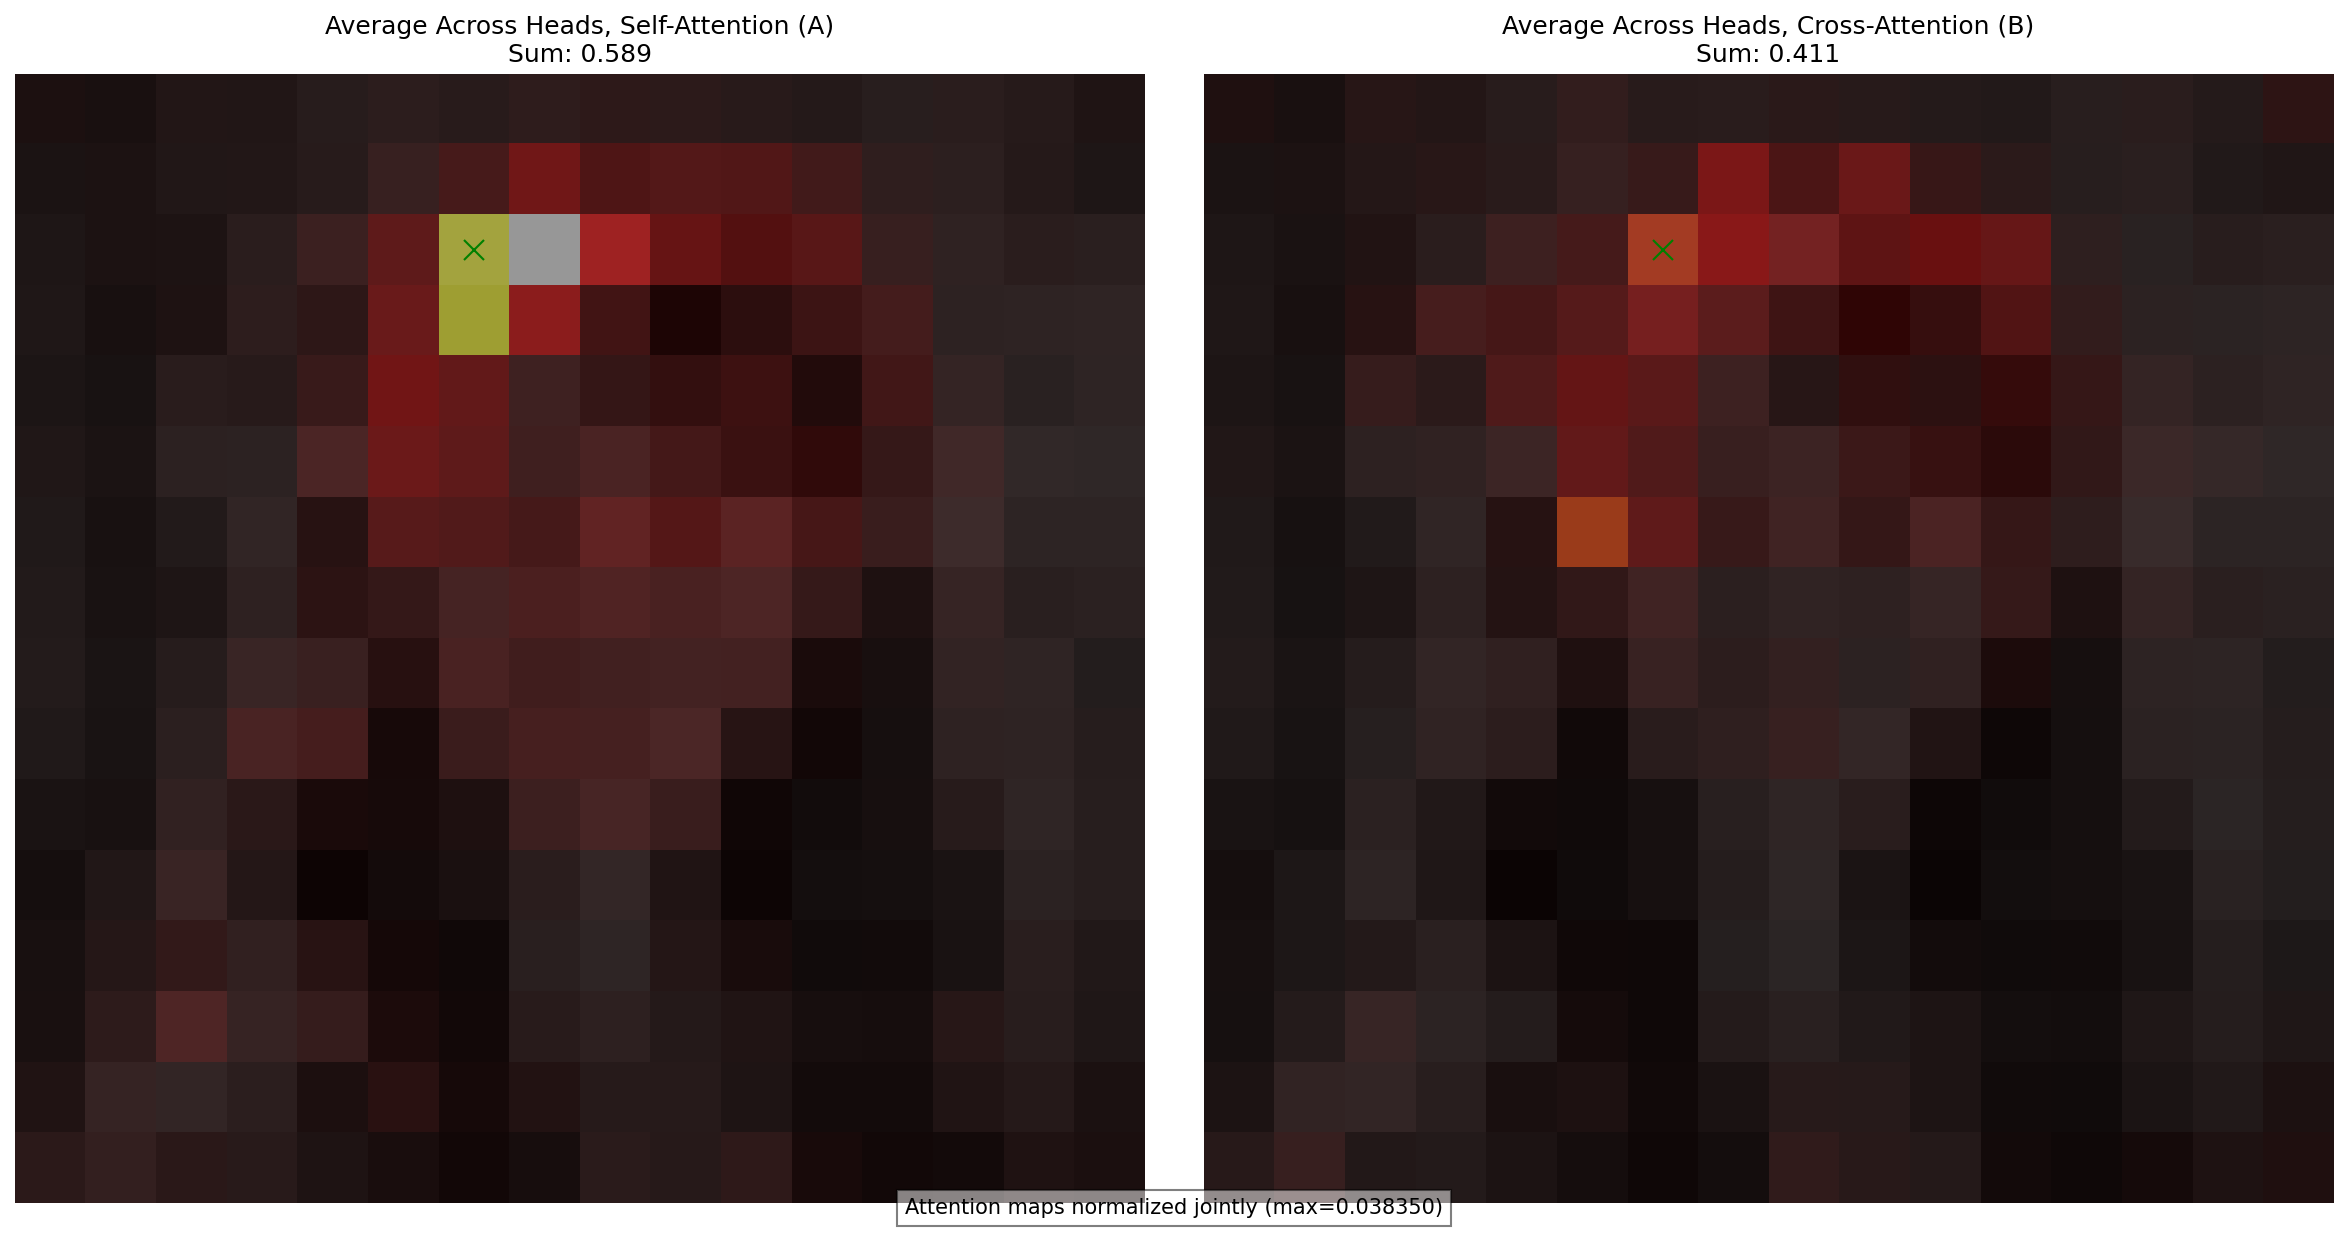 Average Across Heads, Self-Attention (A)
Sum: 0.589
Average Across Heads, Cross-Attention (B)
Sum: 0.411
Attention maps normalized jointly (max=0.038350)